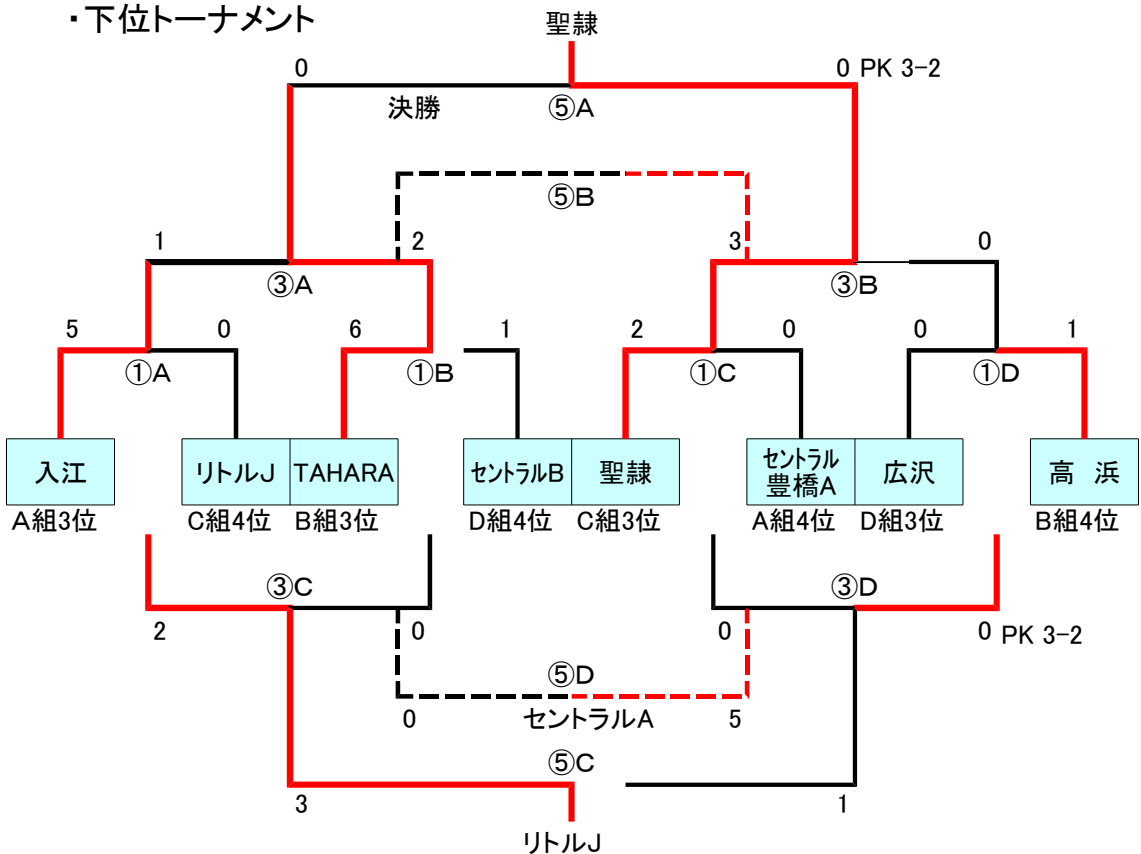 ・下位トーナメント
聖隷
0
0 PK 3-2
決勝
⑤A
⑤B
1
2
3
0
③A
③B
5
0
6
1
2
0
0
1
①A
①B
①C
①D
入江
リトルJ
TAHARA
セントラルB
聖隷
セントラル
豊橋A
広沢
高 浜
A組3位
C組4位
B組3位
D組4位
C組3位
A組4位
D組3位
B組4位
③C
③D
2
0
0
0 PK 3-2
⑤D
0
セントラルA
5
⑤C
3
1
リトルJ